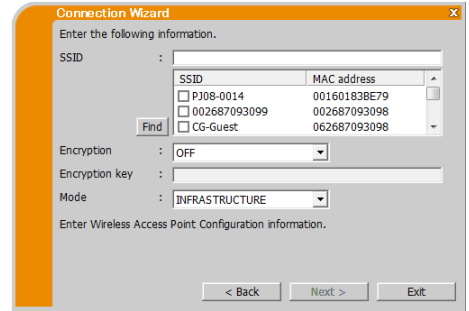 Connection Wizard x
Enter the following information.
SSID :
SSID MAC address
PJ08-0014 00160183BE79
002687093099 002687093098
Find CG-Guest 062687093098
Encryption : OFF
Encryption key :
Mode : INFRASTRUCTURE
Enter Wireless Access Point Configuration information.
< Back Next > Exit